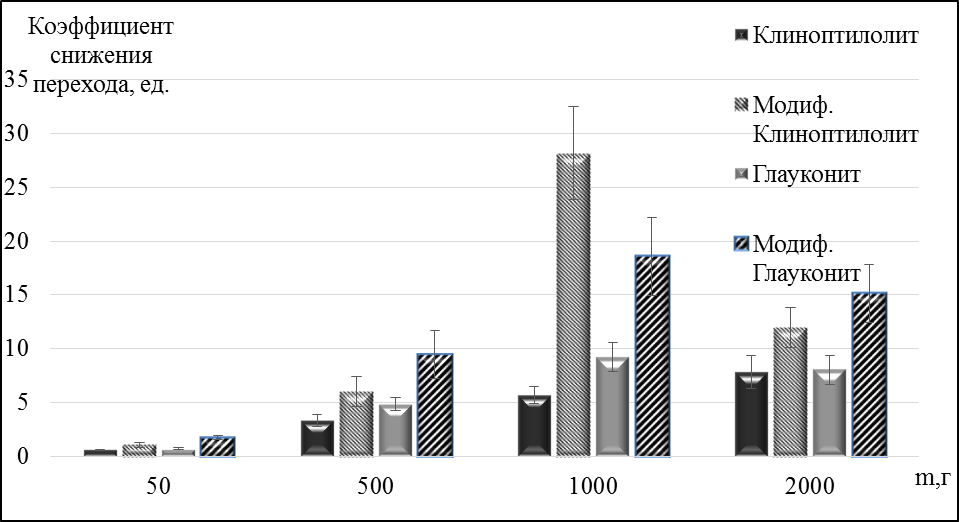 Коэффициент
снижения
перехода, ед.
35
30
25
20
15
10
5
0
50
500
1000
2000
m,г
Клиноптилолит
Модиф.
Клиноптилолит
Глауконит
Модиф.
Глауконит